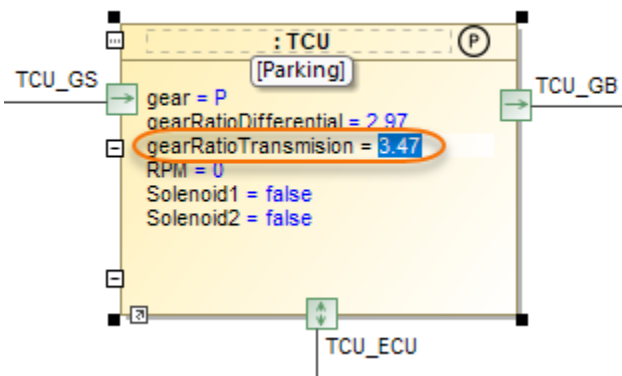 : TCU
P
[Parking]
TCU_GS
TCU_GB
gear = P
gearRatioDifferential = 2.97
gearRatioTransmision = 3.47
RPM = 0
Solenoid1 = false
Solenoid2 = false
TCU_ECU